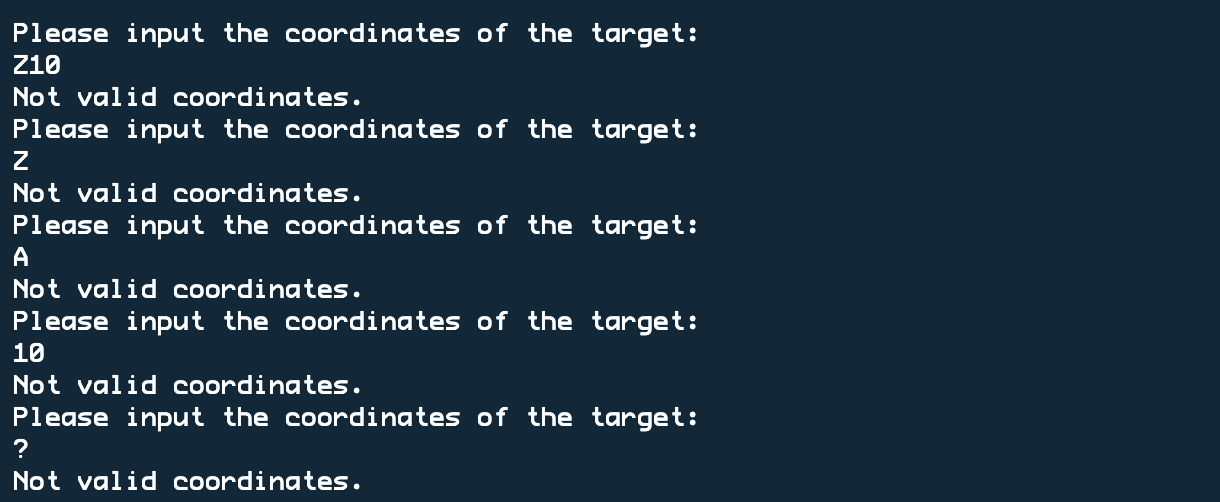 Please input the coordinates of the target:
Z10
Not valid coordinates.
Please input the coordinates of the target:
Z
Not valid coordinates.
Please input the coordinates of the target:
A
Not valid coordinates.
Please input the coordinates of the target:
10
Not valid coordinates.
Please input the coordinates of the target:
?
Not valid coordinates.